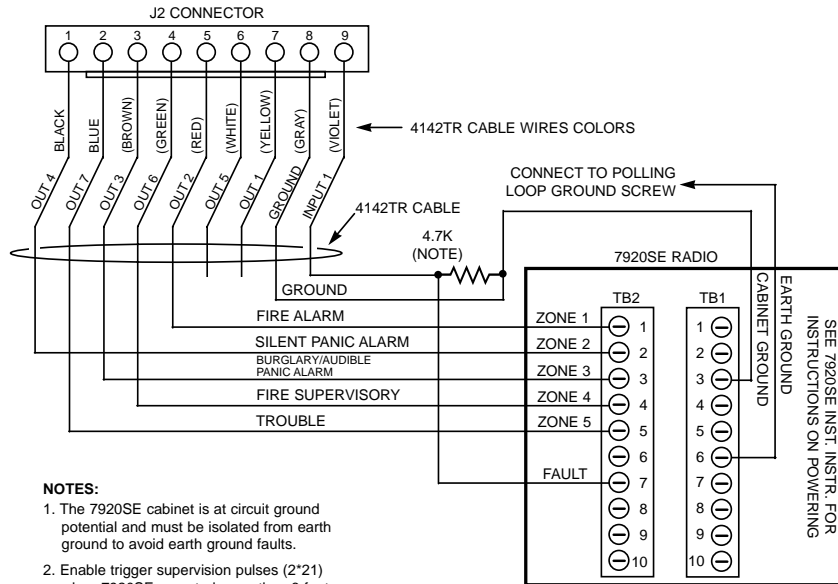 J2 CONNECTOR
1 2 3 4 5 6 7 8 9
BLACK
BLUE
(BROWN)
(GREEN)
(RED)
(WHITE)
(YELLOW)
(GRAY)
(VIOLET)
4142TR CABLE WIRES COLORS
OUT 4
OUT 7
OUT 3
OUT 6
OUT 2
OUT 5
OUT 1
GROUND
INPUT 1
CONNECT TO POLLING
LOOP GROUND SCREW
4142TR CABLE
4.7K
(NOTE)
7920SE RADIO
GROUND
FIRE ALARM
SILENT PANIC ALARM
BURGLARY/AUDIBLE
PANIC ALARM
FIRE SUPERVISORY
TROUBLE
ZONE 1
ZONE 2
ZONE 3
ZONE 4
ZONE 5
FAULT
TB2
1
2
3
4
5
6
7
8
9
10
TB1
1
2
3
4
5
6
7
8
9
10
CABINET GROUND
EARTH GROUND
SEE 7920SE INST. INSTR. FOR
INSTRUCTIONS ON POWERING
NOTES:
1. The 7920SE cabinet is at circuit ground
potential and must be isolated from earth
ground to avoid earth ground faults.
2. Enable trigger supervision pulses (2*21)